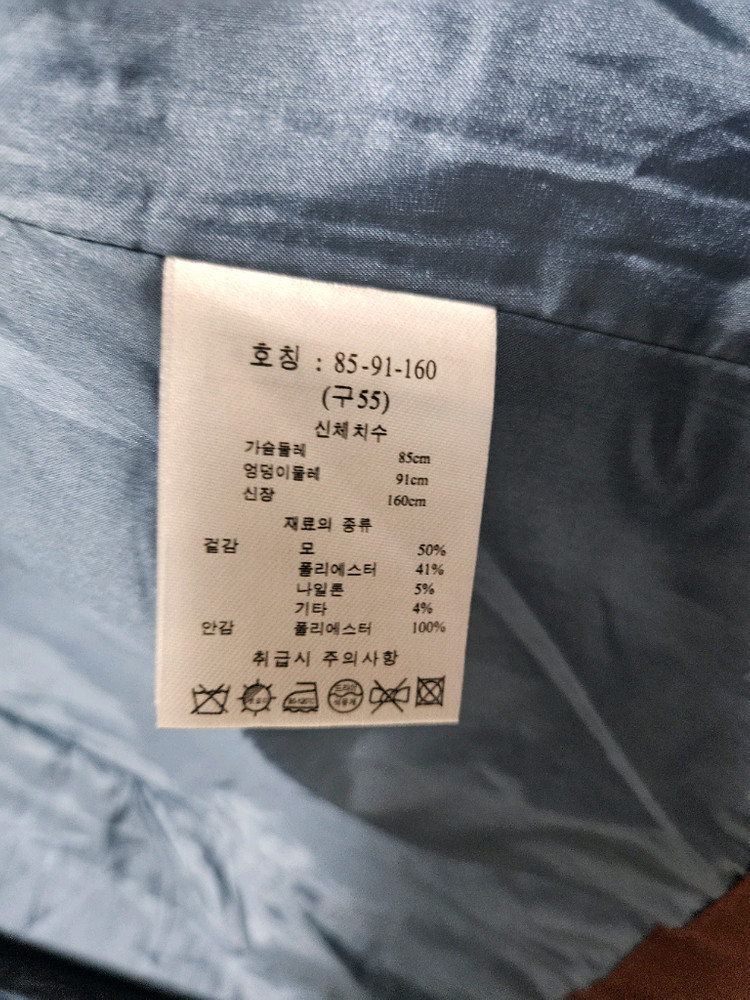 호칭 : 85-91-160
(구55)
신체치수
가슴둘레 85cm
엉덩이둘레 91cm
신장 160cm
재료의 종류
겉감 모 50%
폴리에스터 41%
나일론 5%
기타 4%
안감 폴리에스터 100%
취급시 주의사항
드라이